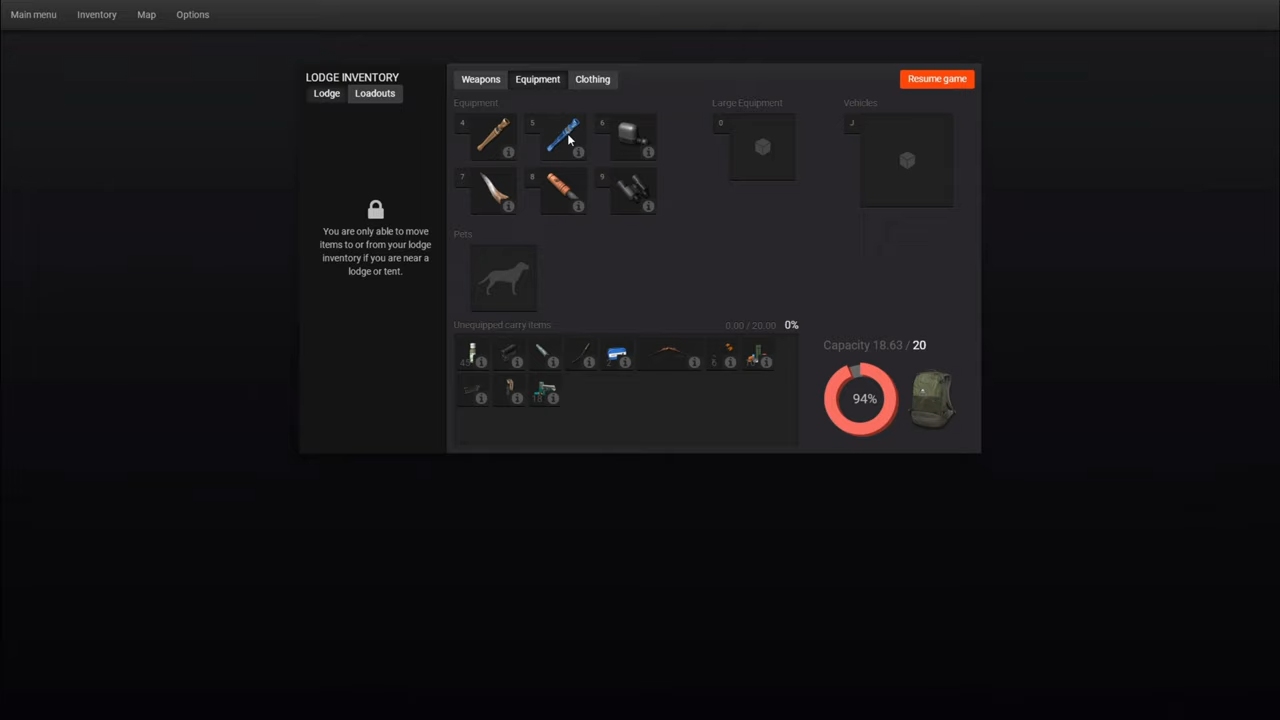 Main menu Inventory Map Options
LODGE INVENTORY
Lodge Loadouts
You are only able to move
items to or from your lodge
inventory if you are near a
lodge or tent.
Weapons Equipment Clothing
Resume game
Equipment
4 5 6
7 8 9
Large Equipment
0
Vehicles
J
Pets
Unequipped carry items 0.00 / 20.00 0%
Capacity 18.63 / 20
94%